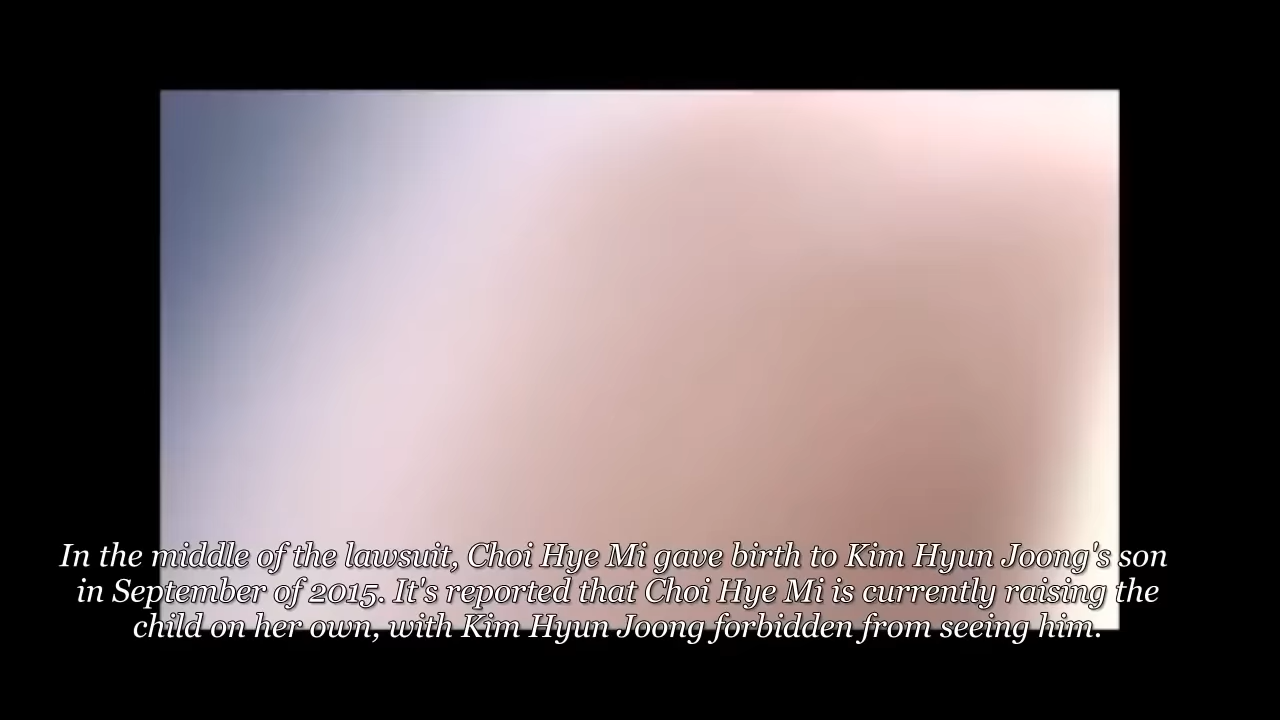 In the middle of the lawsuit, Choi Hye Mi gave birth to Kim Hyun Joong's son
in September of 2015. It's reported that Choi Hye Mi is currently raising the
child on her own, with Kim Hyun Joong forbidden from seeing him.